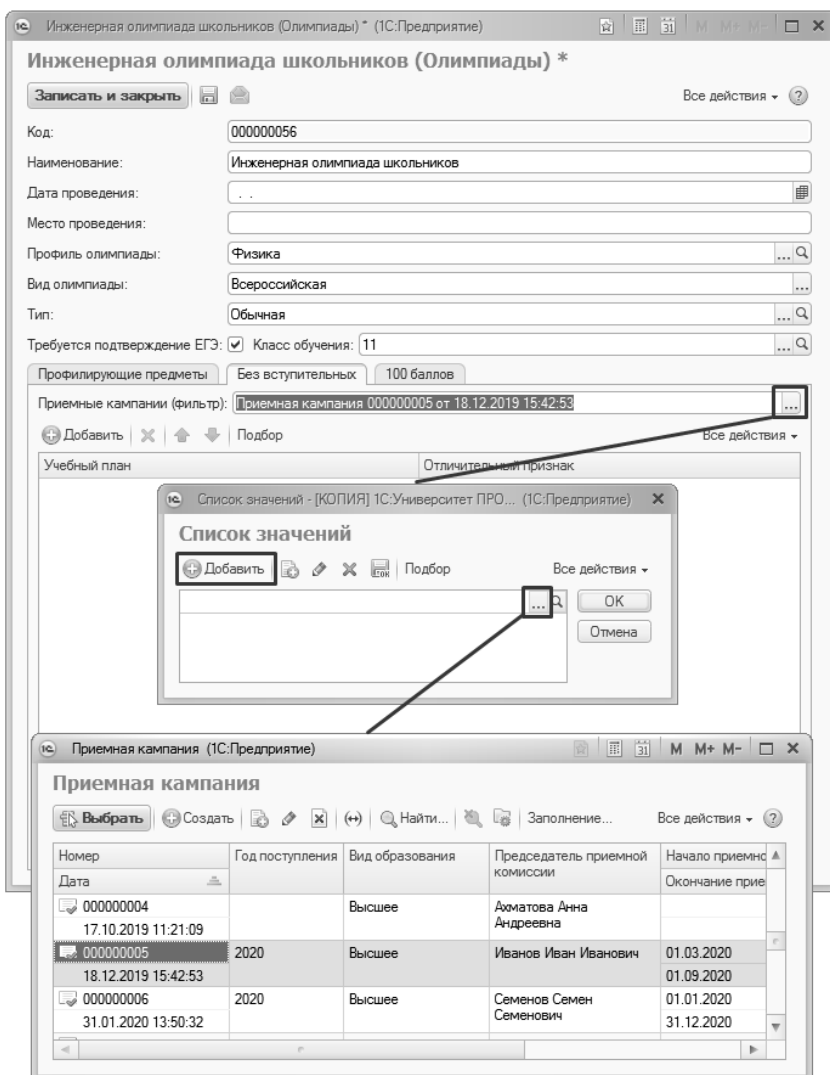 Инженерная олимпиада школьников (Олимпиады) * (1С:Предприятие)
31 M M+ M-
Инженерная олимпиада школьников (Олимпиады) *
Записать и закрыть Все действия ?
Код: 000000056
Наименование: Инженерная олимпиада школьников
Дата проведения: . .
Место проведения:
Профиль олимпиады: Физика ...
Вид олимпиады: Всероссийская ...
Тип: Обычная ...
Требуется подтверждение ЕГЭ: Класс обучения: 11 ...
Профилирующие предметы Без вступительных 100 баллов
Приемные кампании (фильтр): Приемная кампания 000000005 от 18.12.2019 15:42:53 ...
Добавить Подбор Все действия
Учебный план Отличительный признак
Список значений - [КОПИЯ] 1С:Университет ПРО... (1С:Предприятие)
Список значений
Добавить Подбор Все действия
... OK
Отмена
Приемная кампания (1С:Предприятие) 31 M M+ M-
Приемная кампания
Выбрать Создать Найти... Заполнение... Все действия ?
Номер Год поступления Вид образования Председатель приемной комиссии Начало приемнс
Дата Окончание прие
000000004 Высшее Ахматова Анна
17.10.2019 11:21:09 Андреевна
000000005 2020 Высшее Иванов Иван Иванович 01.03.2020
18.12.2019 15:42:53 01.09.2020
000000006 2020 Высшее Семенов Семен 01.01.2020
31.01.2020 13:50:32 Семенович 31.12.2020